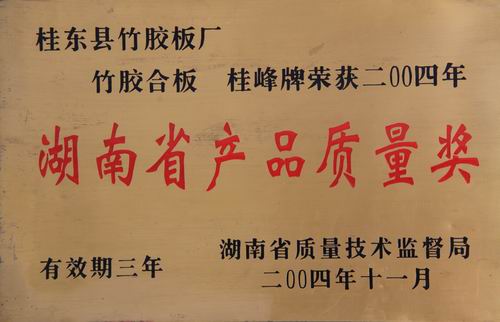 桂东县竹胶板厂
竹胶合板 桂峰牌荣获二00四年
湖南省产品质量奖
有效期三年
湖南省质量技术监督局
二00四年十一月